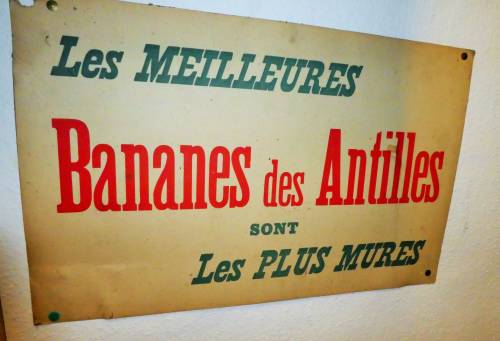 Les MEILLEURES
Bananes des Antilles
SONT
Les PLUS MURES